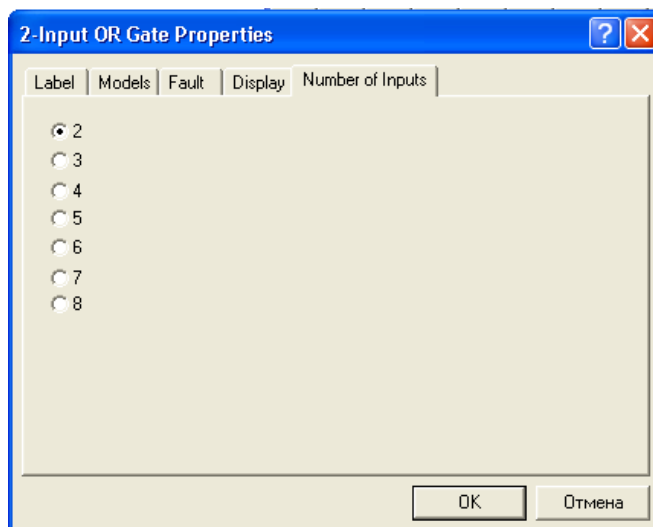 2-Input OR Gate Properties
Label Models Fault Display Number of Inputs
2
3
4
5
6
7
8
OK Отмена